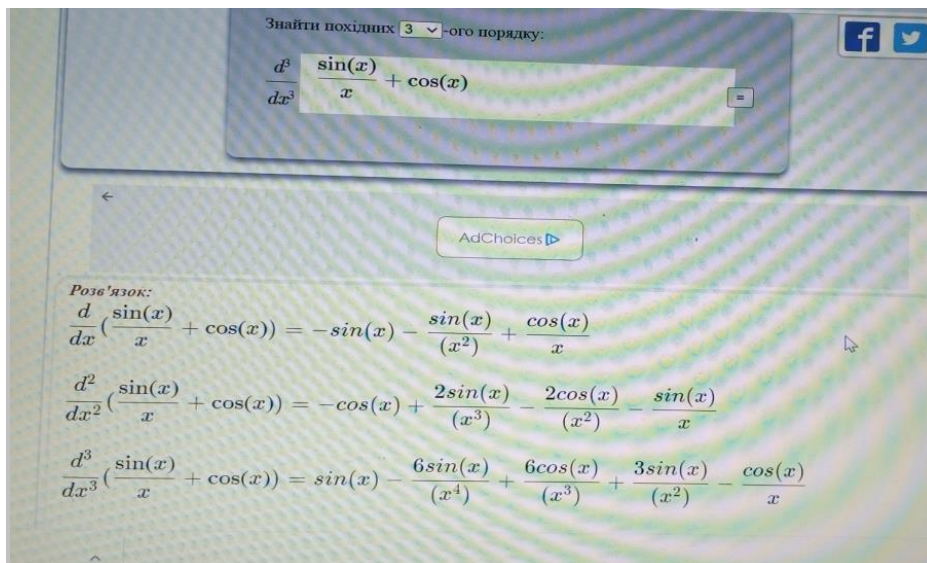 Знайти похідних 3 -ого порядку:
d³/dx³ sin(x)/x + cos(x) =
AdChoices
Розв'язок:
d/dx (sin(x)/x + cos(x)) = −sin(x) − sin(x)/(x²) + cos(x)/x
d²/dx² (sin(x)/x + cos(x)) = −cos(x) + 2sin(x)/(x³) − 2cos(x)/(x²) − sin(x)/x
d³/dx³ (sin(x)/x + cos(x)) = sin(x) − 6sin(x)/(x⁴) + 6cos(x)/(x³) + 3sin(x)/(x²) − cos(x)/x